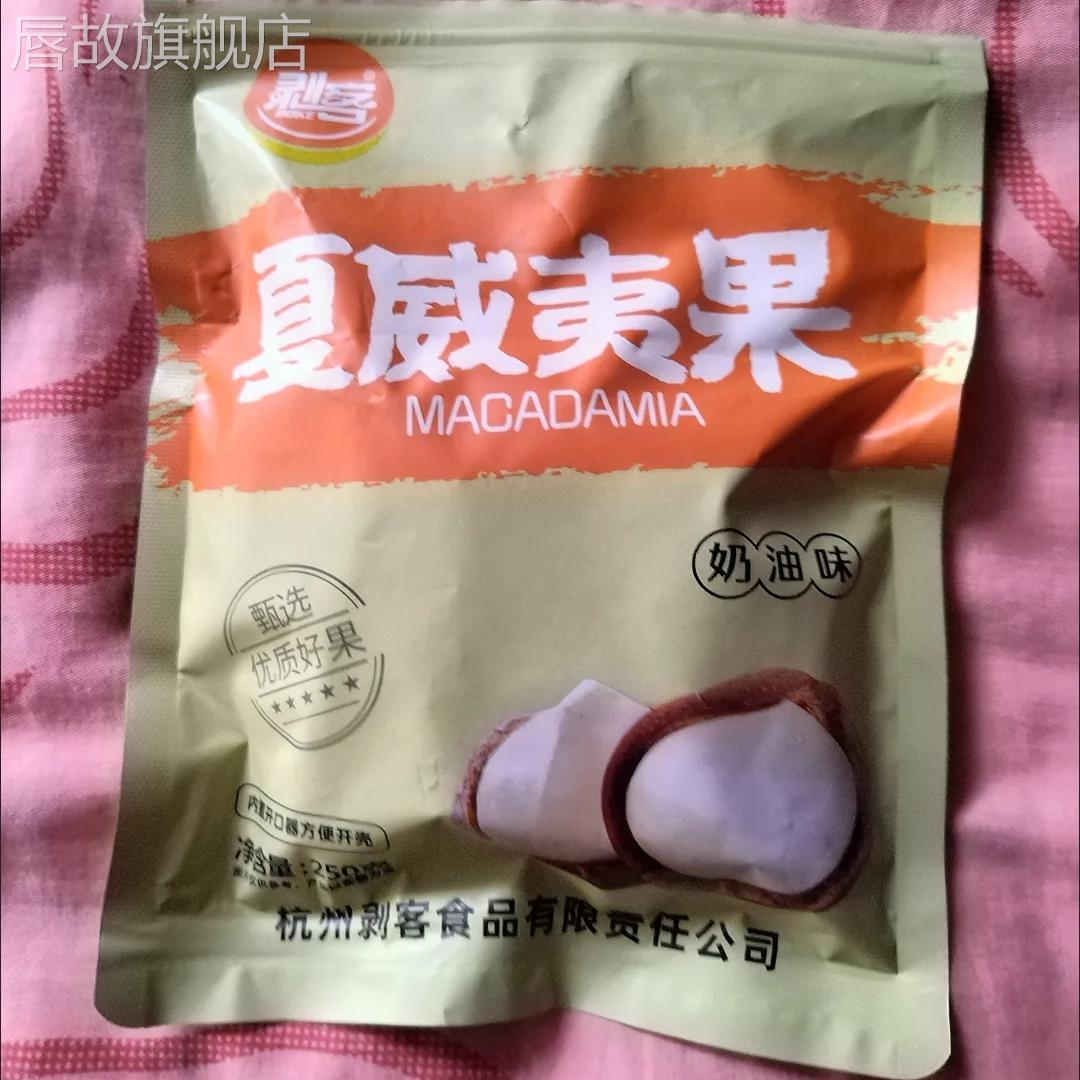 唇故旗舰店
剥客®
BOKE
夏威夷果
MACADAMIA
奶油味
甄选
优质好果
内置开口器方便开壳
净含量:250克
杭州剥客食品有限责任公司